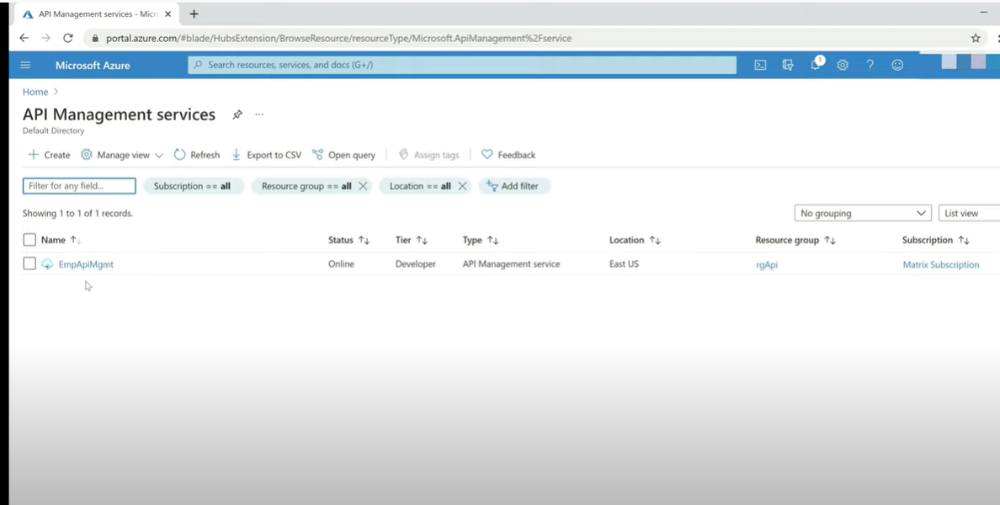 API Management services - Micr
portal.azure.com/#blade/HubsExtension/BrowseResource/resourceType/Microsoft.ApiManagement%2Fservice
Microsoft Azure Search resources, services, and docs (G+/) 1
Home >
API Management services ...
Default Directory
Create Manage view Refresh Export to CSV Open query Assign tags Feedback
Filter for any field... Subscription == all Resource group == all Location == all Add filter
Showing 1 to 1 of 1 records. No grouping List view
Name Status Tier Type Location Resource group Subscription
EmpApiMgmt Online Developer API Management service East US rgApi Matrix Subscription